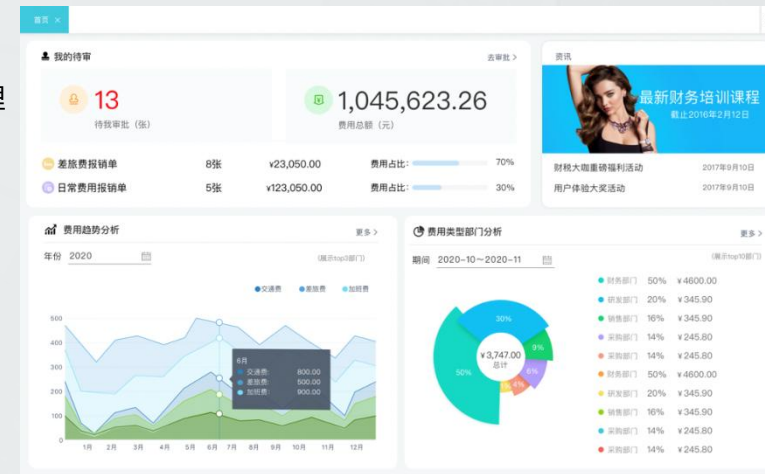 首页 ×
理
我的待审
去审批 >
13
待我审批（张）
1,045,623.26
费用总额（元）
差旅费报销单 8张 ¥23,050.00 费用占比: 70%
日常费用报销单 5张 ¥123,050.00 费用占比: 30%
资讯
最新财务培训课程
截止2016年2月12日
财税大咖重磅福利活动 2017年9月10日
用户体验大奖活动 2017年9月10日
费用趋势分析
更多 >
年份 2020
(展示top3部门)
交通费 差旅费 加班费
500
400
300
200
100
0
1月 2月 3月 4月 5月 6月 7月 8月 9月 10月 11月 12月
6月
交通费: 800.00
差旅费: 500.00
加班费: 900.00
费用类型部门分析
更多 >
期间 2020-10~2020-11
(展示top10部门)
30%
9%
6%
4%
50%
¥3,747.00
总计
财务部门 50% ¥4600.00
研发部门 20% ¥345.90
销售部门 16% ¥345.90
采购部门 14% ¥245.80
采购部门 14% ¥245.80
财务部门 50% ¥4600.00
研发部门 20% ¥345.90
销售部门 16% ¥345.90
采购部门 14% ¥245.80
采购部门 14% ¥245.80